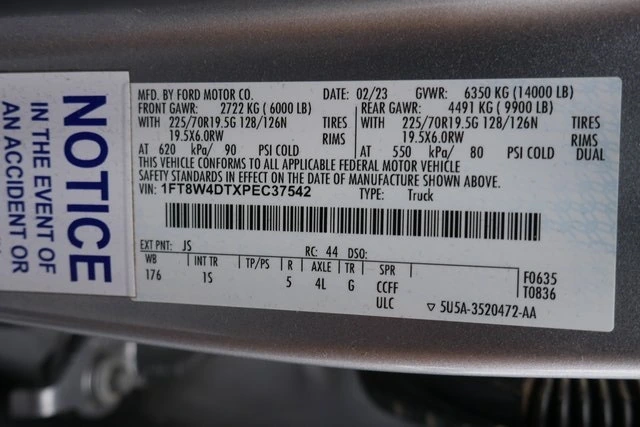 NOTICE
IN THE EVENT OF
AN ACCIDENT OR
MFD. BY FORD MOTOR CO. DATE: 02/23 GVWR: 6350 KG (14000 LB)
FRONT GAWR: 2722 KG (6000 LB) REAR GAWR: 4491 KG (9900 LB)
WITH 225/70R19.5G 128/126N TIRES WITH 225/70R19.5G 128/126N TIRES
19.5X6.0RW RIMS 19.5X6.0RW RIMS
AT 620 kPa/ 90 PSI COLD AT 550 kPa/ 80 PSI COLD DUAL
THIS VEHICLE CONFORMS TO ALL APPLICABLE FEDERAL MOTOR VEHICLE
SAFETY STANDARDS IN EFFECT ON THE DATE OF MANUFACTURE SHOWN ABOVE.
VIN: 1FT8W4DTXPEC37542 TYPE: Truck
EXT PNT: JS RC: 44 DSO:
WB INT TR TP/PS R AXLE TR SPR F0635
176 1S 5 4L G CCFF T0836
ULC ▽ 5U5A-3520472-AA